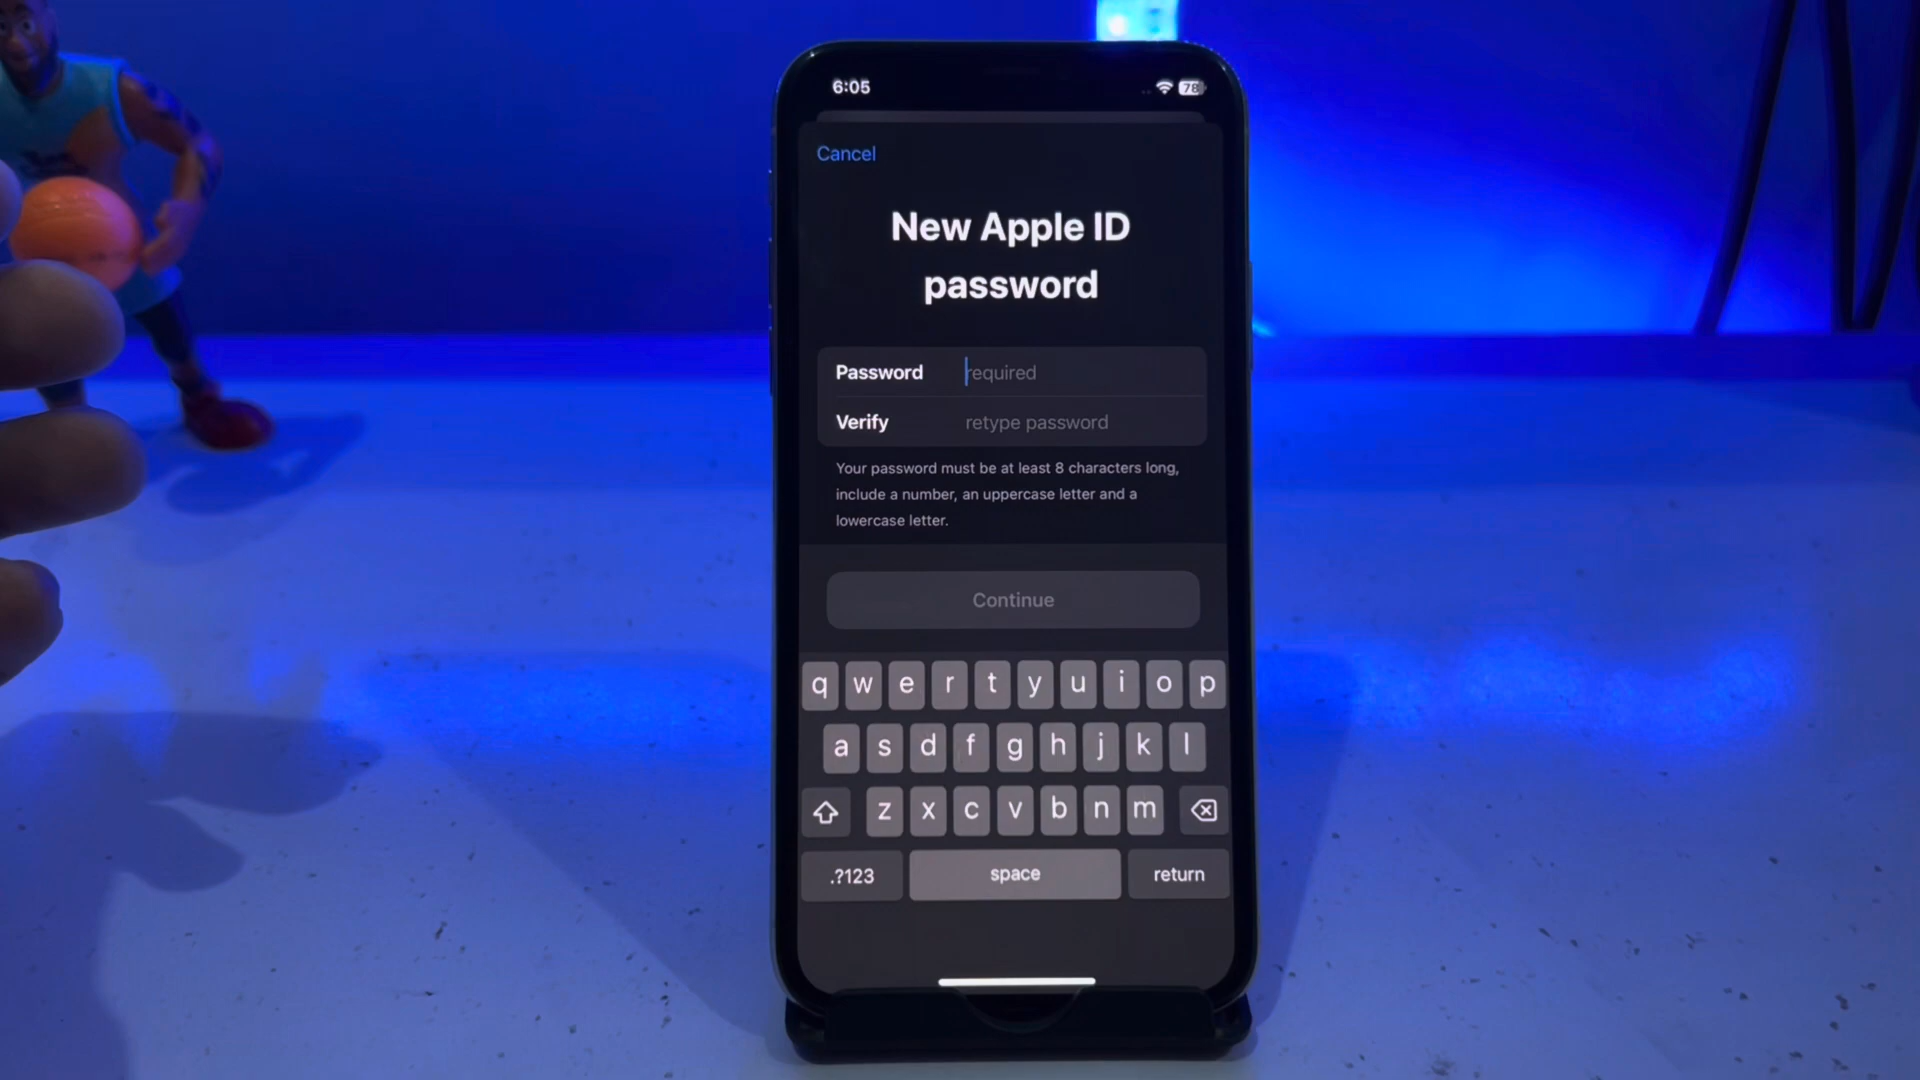 6:05
78
Cancel
New Apple ID
password
Password required
Verify retype password
Your password must be at least 8 characters long,
include a number, an uppercase letter and a
lowercase letter.
Continue
q w e r t y u i o p
a s d f g h j k l
z x c v b n m
.?123 space return